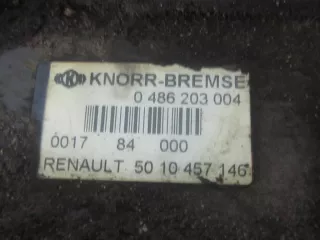 KNORR-BREMSE
0 486 203 004
0017 84 000
RENAULT 50 10 457 146